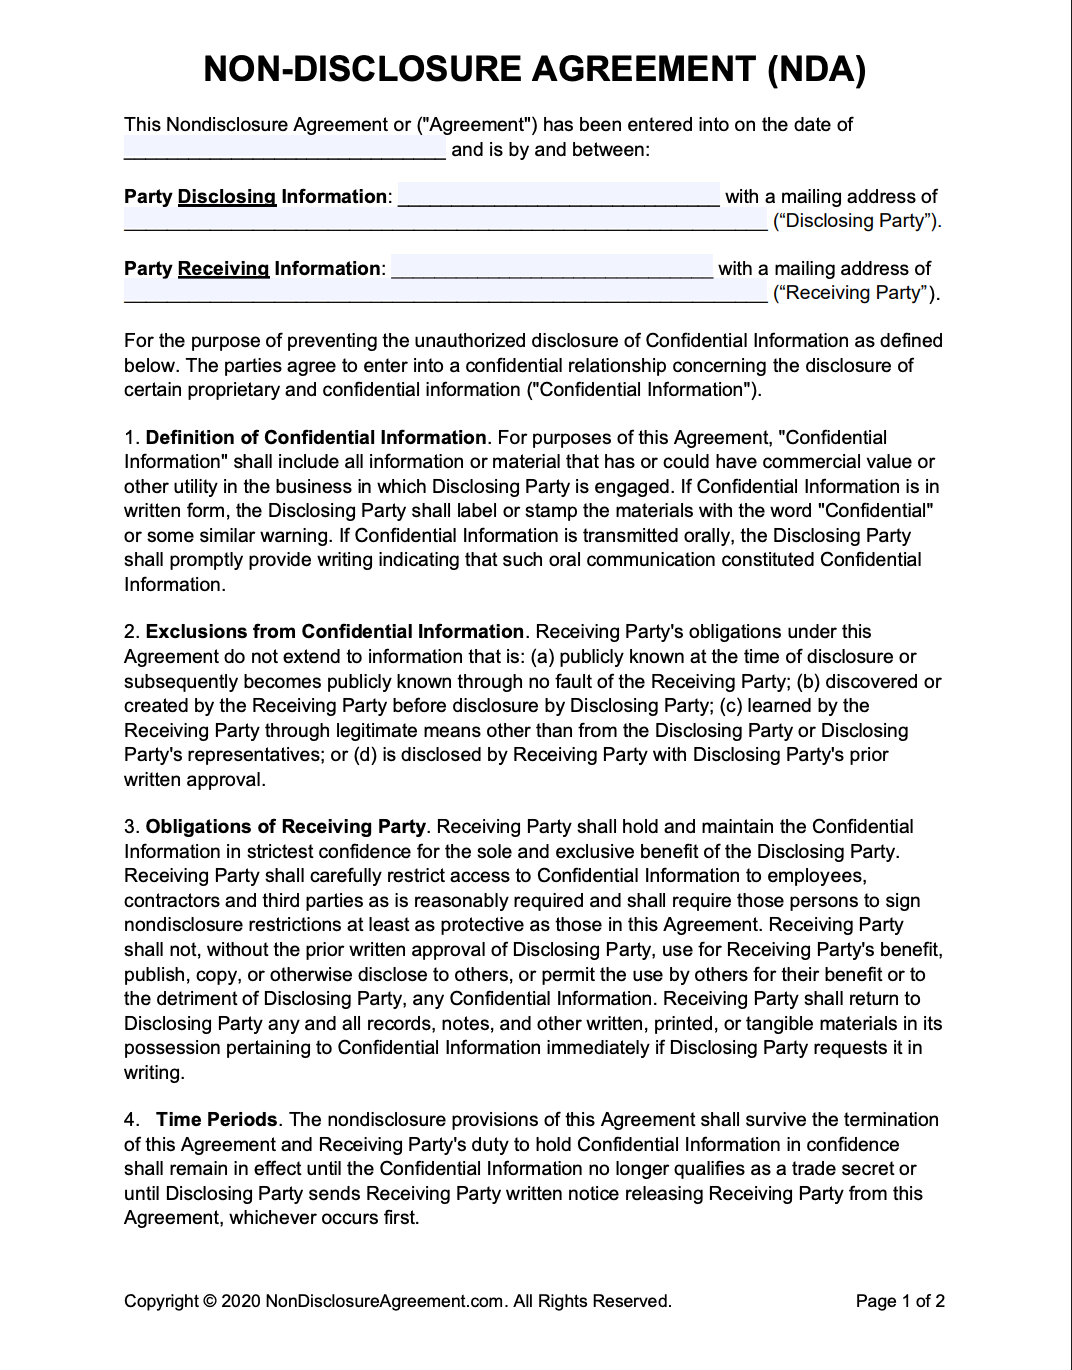 NON-DISCLOSURE AGREEMENT (NDA)
This Nondisclosure Agreement or ("Agreement") has been entered into on the date of
______________________________ and is by and between:
Party Disclosing Information: ______________________________ with a mailing address of
____________________________________________________________ (“Disclosing Party”).
Party Receiving Information: ______________________________ with a mailing address of
____________________________________________________________ (“Receiving Party”).
For the purpose of preventing the unauthorized disclosure of Confidential Information as defined
below. The parties agree to enter into a confidential relationship concerning the disclosure of
certain proprietary and confidential information ("Confidential Information").
1. Definition of Confidential Information. For purposes of this Agreement, "Confidential
Information" shall include all information or material that has or could have commercial value or
other utility in the business in which Disclosing Party is engaged. If Confidential Information is in
written form, the Disclosing Party shall label or stamp the materials with the word "Confidential"
or some similar warning. If Confidential Information is transmitted orally, the Disclosing Party
shall promptly provide writing indicating that such oral communication constituted Confidential
Information.
2. Exclusions from Confidential Information. Receiving Party's obligations under this
Agreement do not extend to information that is: (a) publicly known at the time of disclosure or
subsequently becomes publicly known through no fault of the Receiving Party; (b) discovered or
created by the Receiving Party before disclosure by Disclosing Party; (c) learned by the
Receiving Party through legitimate means other than from the Disclosing Party or Disclosing
Party's representatives; or (d) is disclosed by Receiving Party with Disclosing Party's prior
written approval.
3. Obligations of Receiving Party. Receiving Party shall hold and maintain the Confidential
Information in strictest confidence for the sole and exclusive benefit of the Disclosing Party.
Receiving Party shall carefully restrict access to Confidential Information to employees,
contractors and third parties as is reasonably required and shall require those persons to sign
nondisclosure restrictions at least as protective as those in this Agreement. Receiving Party
shall not, without the prior written approval of Disclosing Party, use for Receiving Party's benefit,
publish, copy, or otherwise disclose to others, or permit the use by others for their benefit or to
the detriment of Disclosing Party, any Confidential Information. Receiving Party shall return to
Disclosing Party any and all records, notes, and other written, printed, or tangible materials in its
possession pertaining to Confidential Information immediately if Disclosing Party requests it in
writing.
4. Time Periods. The nondisclosure provisions of this Agreement shall survive the termination
of this Agreement and Receiving Party's duty to hold Confidential Information in confidence
shall remain in effect until the Confidential Information no longer qualifies as a trade secret or
until Disclosing Party sends Receiving Party written notice releasing Receiving Party from this
Agreement, whichever occurs first.
Copyright © 2020 NonDisclosureAgreement.com. All Rights Reserved. Page 1 of 2